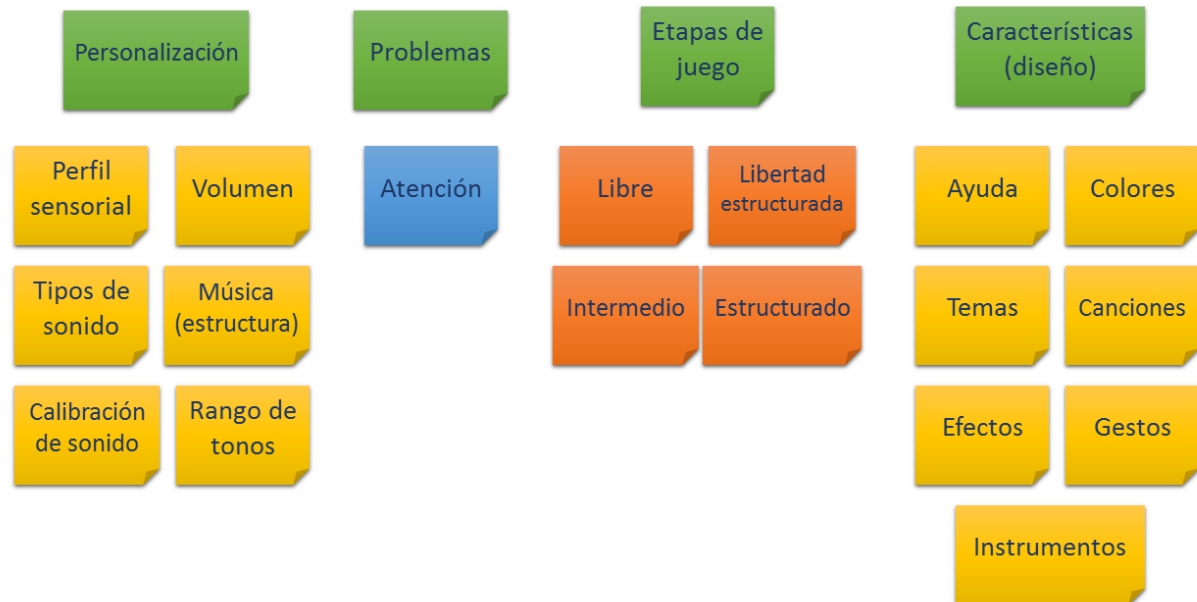 Personalización
Problemas
Etapas de
juego
Características
(diseño)
Perfil
sensorial
Volumen
Atención
Libre
Libertad
estructurada
Ayuda
Colores
Tipos de
sonido
Música
(estructura)
Intermedio
Estructurado
Temas
Canciones
Calibración
de sonido
Rango de
tonos
Efectos
Gestos
Instrumentos